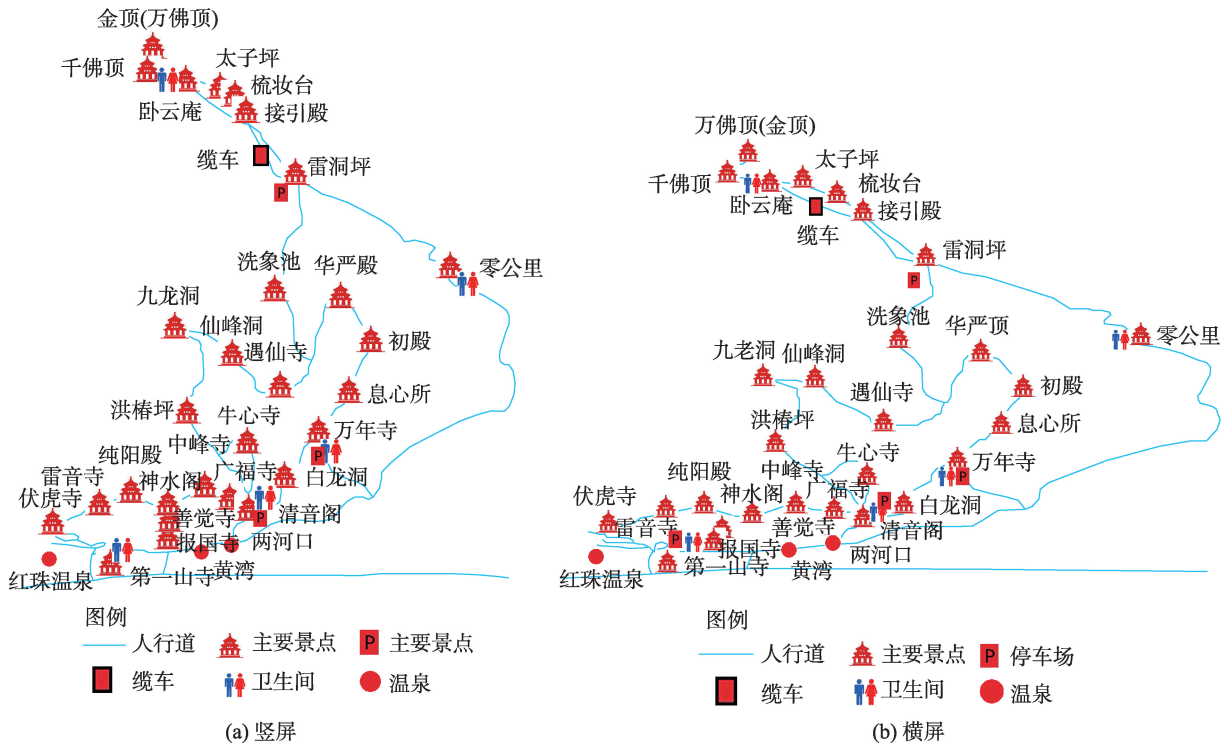 金顶(万佛顶)
千佛顶
太子坪
梳妆台
卧云庵
接引殿
缆车
雷洞坪
P
洗象池
华严殿
零公里
九龙洞
仙峰洞
遇仙寺
初殿
息心所
洪椿坪
牛心寺
万年寺
中峰寺
P
纯阳殿
广福寺
白龙洞
雷音寺
神水阁
伏虎寺
善觉寺
P
清音阁
报国寺
两河口
红珠温泉
第一山寺
黄湾
图例
人行道
主要景点
P
主要景点
缆车
卫生间
温泉
(a) 竖屏
万佛顶(金顶)
太子坪
千佛顶
梳妆台
卧云庵
接引殿
缆车
雷洞坪
P
洗象池
华严顶
零公里
九老洞
仙峰洞
初殿
遇仙寺
息心所
洪椿坪
牛心寺
万年寺
中峰寺
P
纯阳殿
神水阁
广福寺
P
白龙洞
伏虎寺
雷音寺
善觉寺
清音阁
P
报国寺
两河口
红珠温泉
第一山寺
黄湾
图例
人行道
主要景点
P
停车场
缆车
卫生间
温泉
(b) 横屏